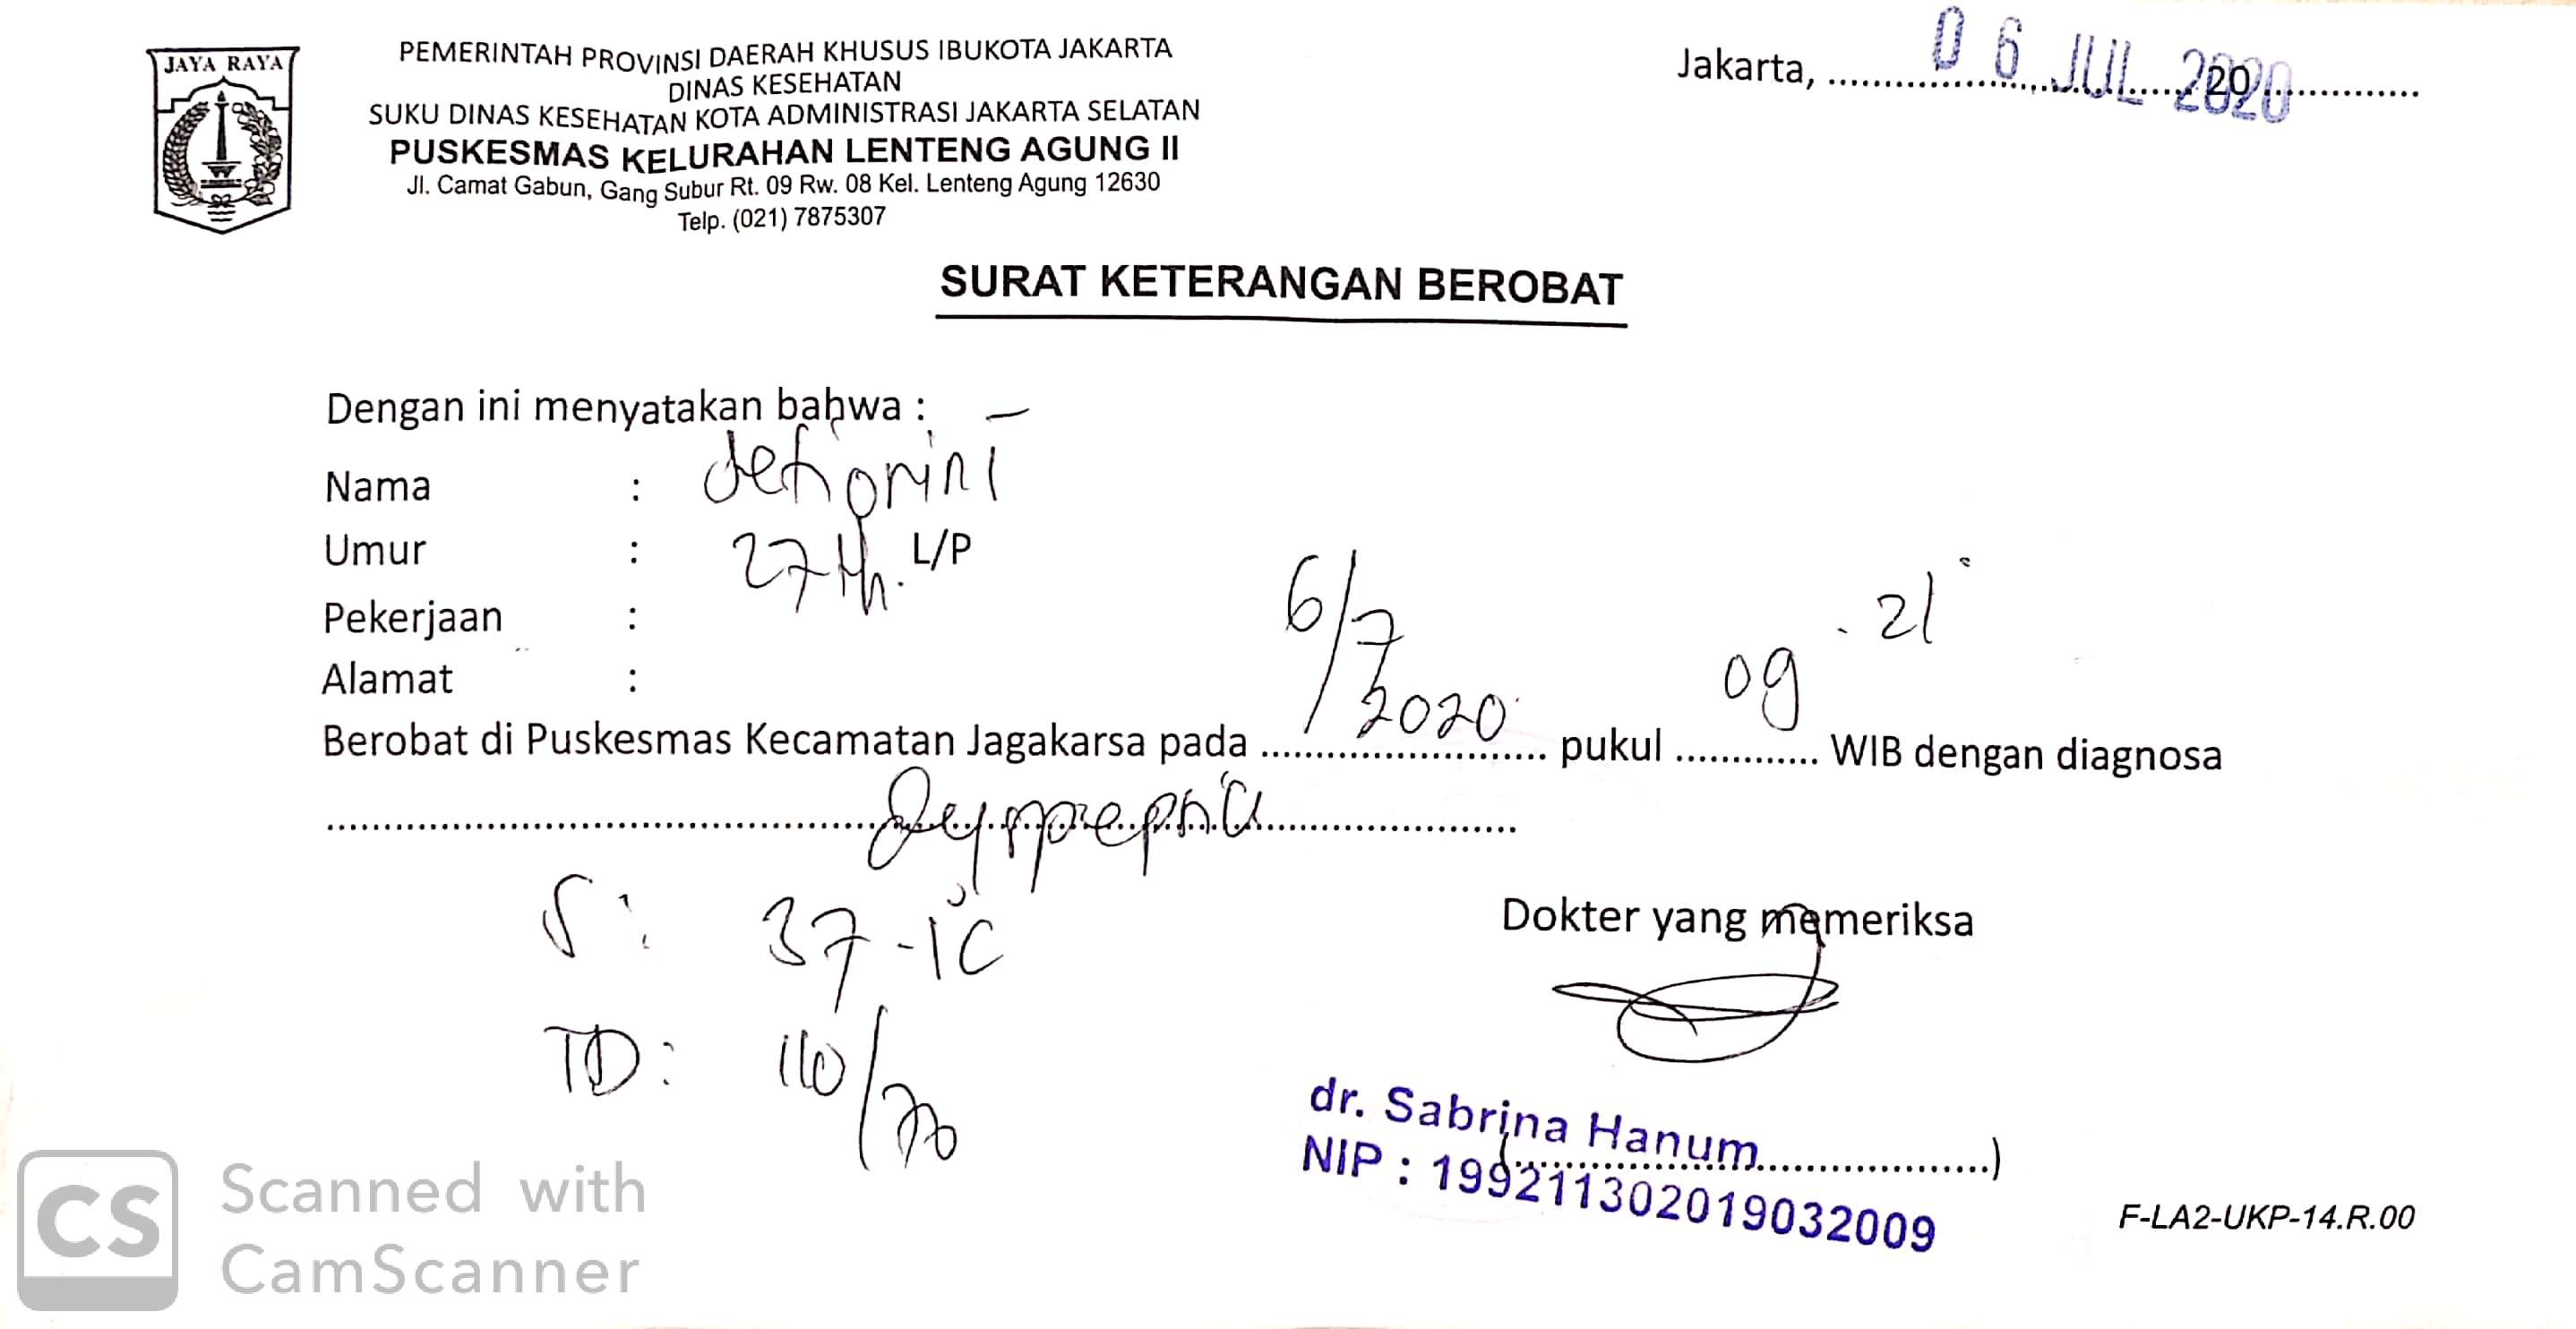 JAYA RAYA
PEMERINTAH PROVINSI DAERAH KHUSUS IBUKOTA JAKARTA
DINAS KESEHATAN
SUKU DINAS KESEHATAN KOTA ADMINISTRASI JAKARTA SELATAN
PUSKESMAS KELURAHAN LENTENG AGUNG II
Jl. Camat Gabun, Gang Subur Rt. 09 Rw. 08 Kel. Lenteng Agung 12630
Telp. (021) 7875307
Jakarta, 06 JUL 2020
SURAT KETERANGAN BEROBAT
Dengan ini menyatakan bahwa :
Nama :
Umur : 27 th. L/P
Pekerjaan :
Alamat :
Berobat di Puskesmas Kecamatan Jagakarsa pada 6/7 2020 pukul 09.21 WIB dengan diagnosa
S : 37.1°C
TD : 110/70
Dokter yang memeriksa
dr. Sabrina Hanum
NIP : 199211302019032009
F-LA2-UKP-14.R.00
CS Scanned with
CamScanner